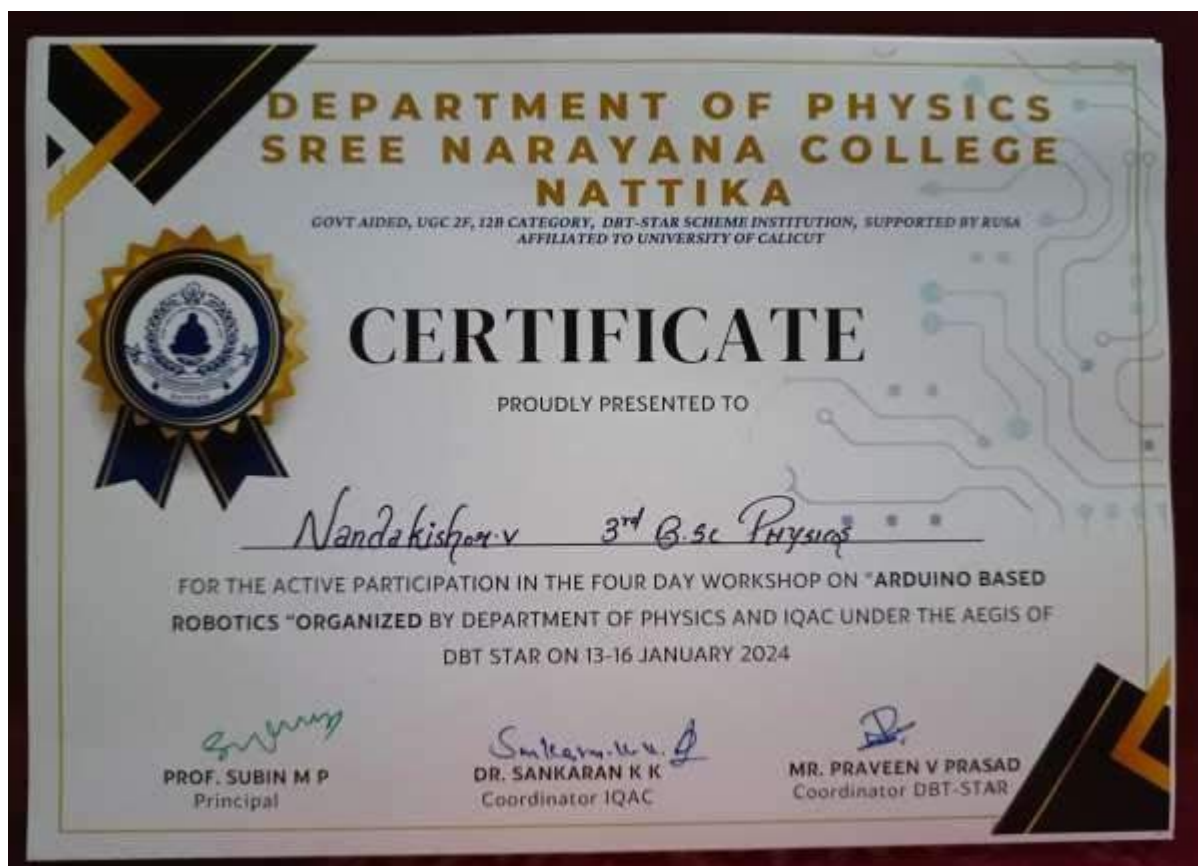 DEPARTMENT OF PHYSICS
SREE NARAYANA COLLEGE
NATTIKA
GOVT AIDED, UGC 2F, 12B CATEGORY, DBT-STAR SCHEME INSTITUTION, SUPPORTED BY RUSA
AFFILIATED TO UNIVERSITY OF CALICUT
CERTIFICATE
PROUDLY PRESENTED TO
Nandakishor.v 3rd B.Sc Physics
FOR THE ACTIVE PARTICIPATION IN THE FOUR DAY WORKSHOP ON "ARDUINO BASED
ROBOTICS "ORGANIZED BY DEPARTMENT OF PHYSICS AND IQAC UNDER THE AEGIS OF
DBT STAR ON 13-16 JANUARY 2024
PROF. SUBIN M P
Principal
DR. SANKARAN K K
Coordinator IQAC
MR. PRAVEEN V PRASAD
Coordinator DBT-STAR